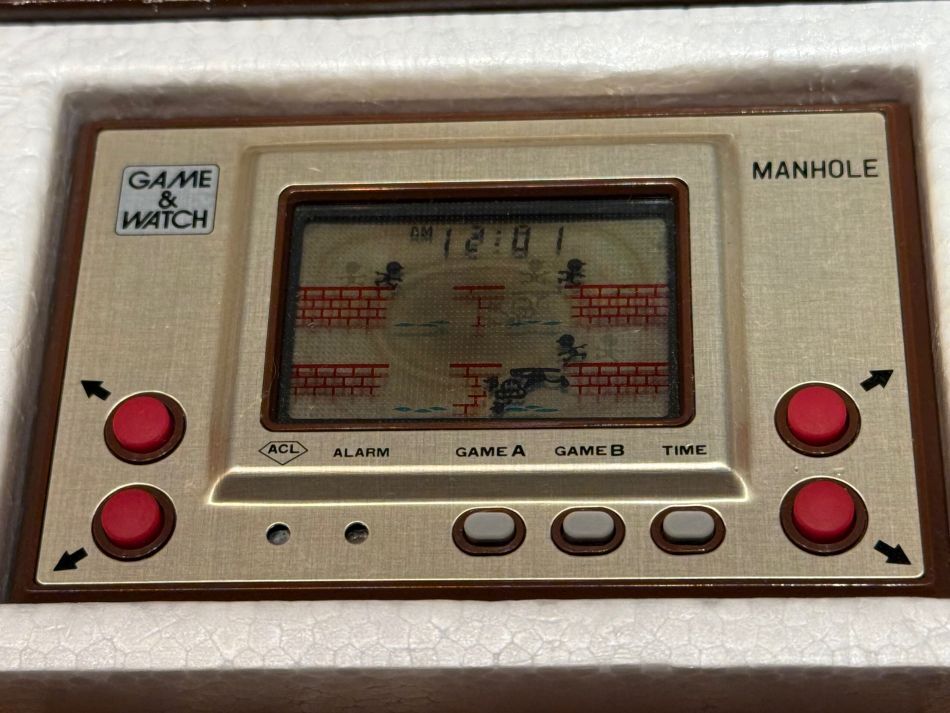 GAME
&
WATCH
MANHOLE
AM 12:01
ACL
ALARM
GAME A
GAME B
TIME